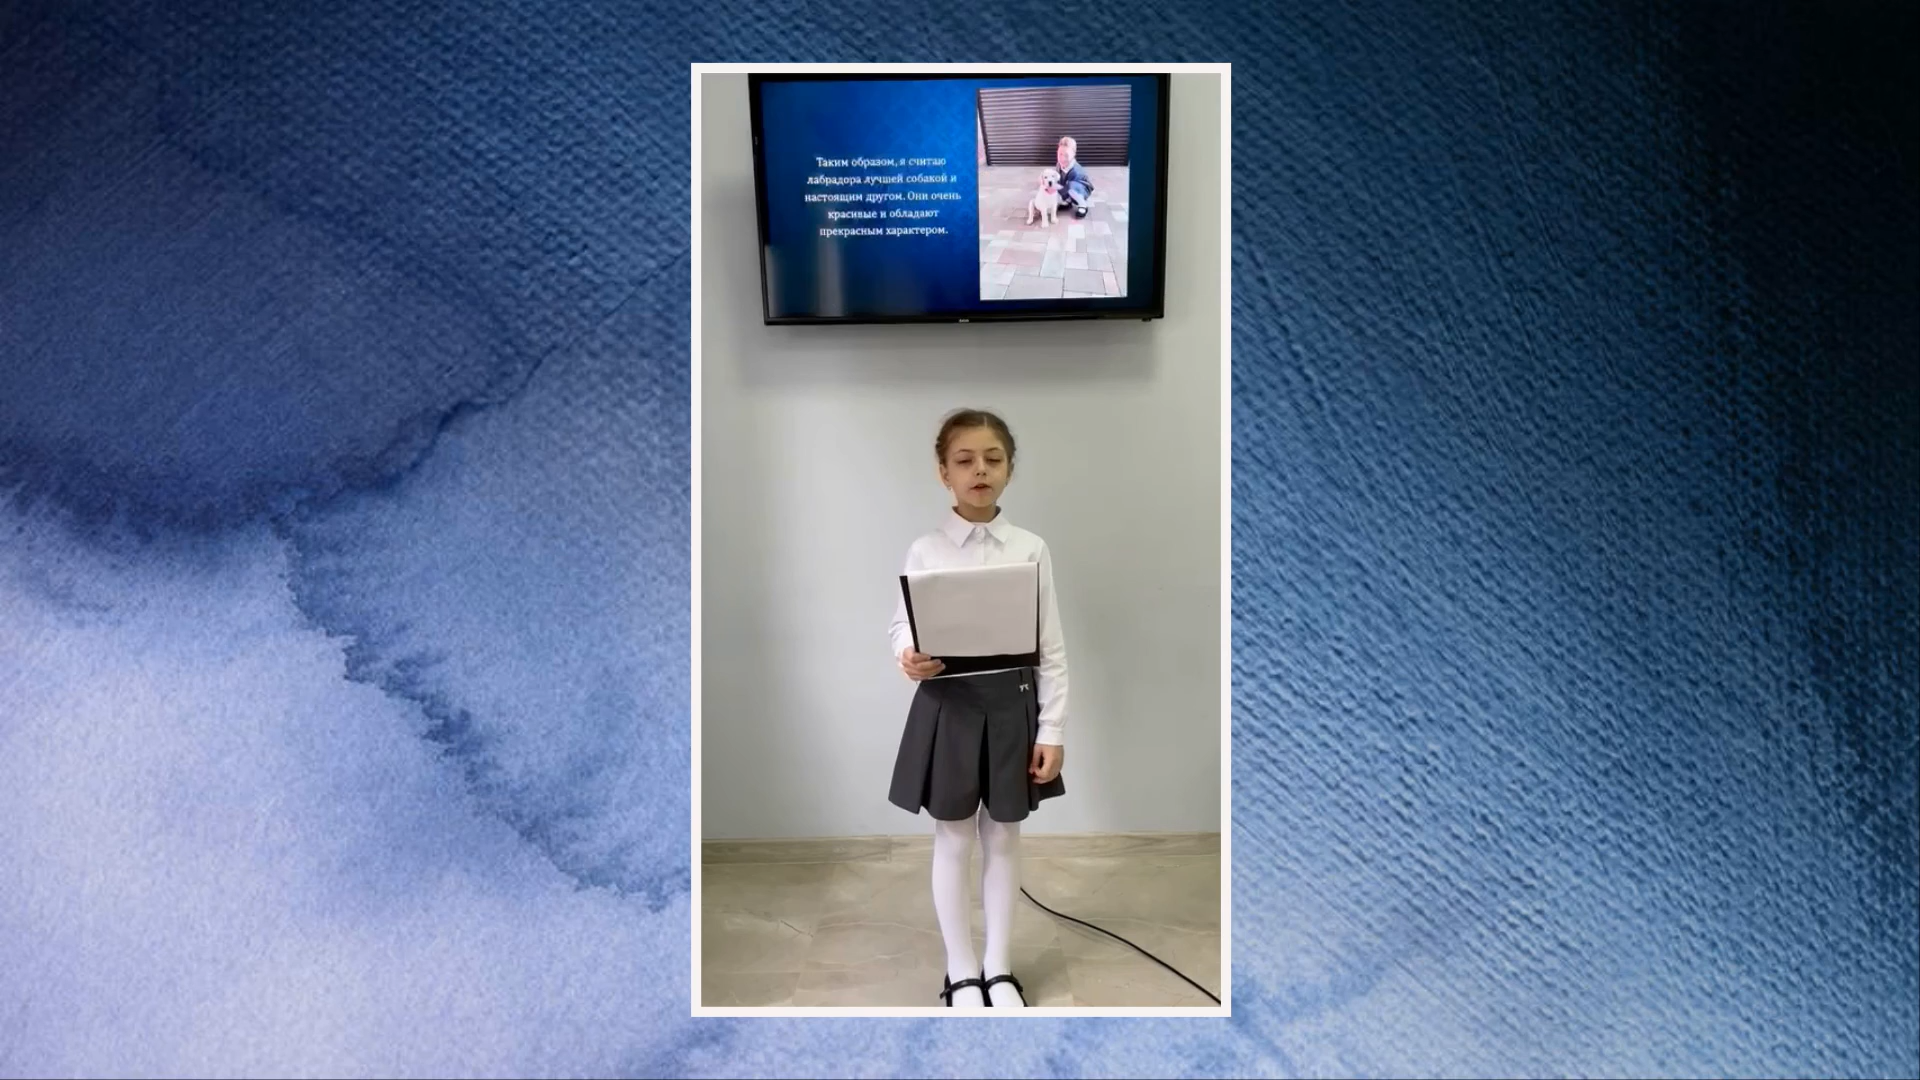 Таким образом, я считаю
лабрадора лучшей собакой и
настоящим другом. Они очень
красивые и обладают
прекрасным характером.